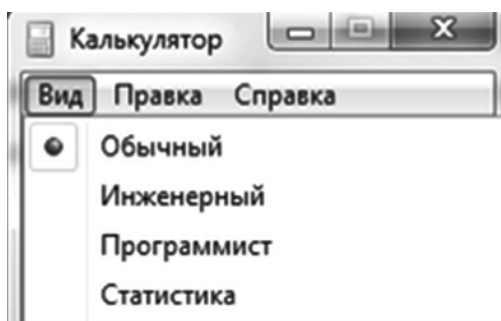 Калькулятор
Вид Правка Справка
Обычный
Инженерный
Программист
Статистика